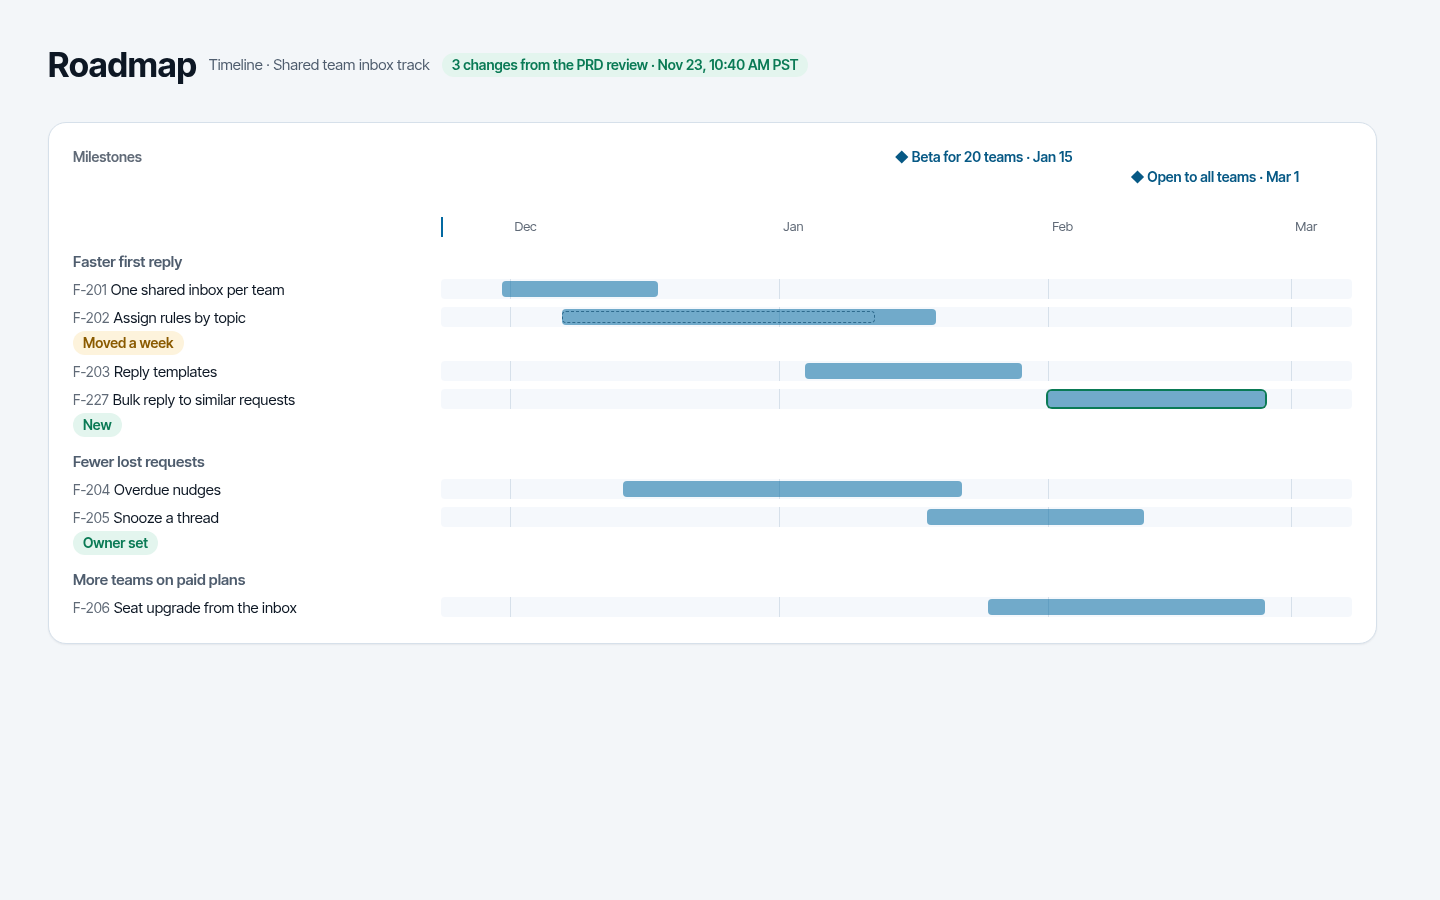 Roadmap Timeline · Shared team inbox track 3 changes from the PRD review · Nov 23, 10:40 AM PST
Milestones ◆ Beta for 20 teams · Jan 15
◆ Open to all teams · Mar 1
Dec Jan Feb Mar
Faster first reply
F-201 One shared inbox per team
F-202 Assign rules by topic
Moved a week
F-203 Reply templates
F-227 Bulk reply to similar requests
New
Fewer lost requests
F-204 Overdue nudges
F-205 Snooze a thread
Owner set
More teams on paid plans
F-206 Seat upgrade from the inbox